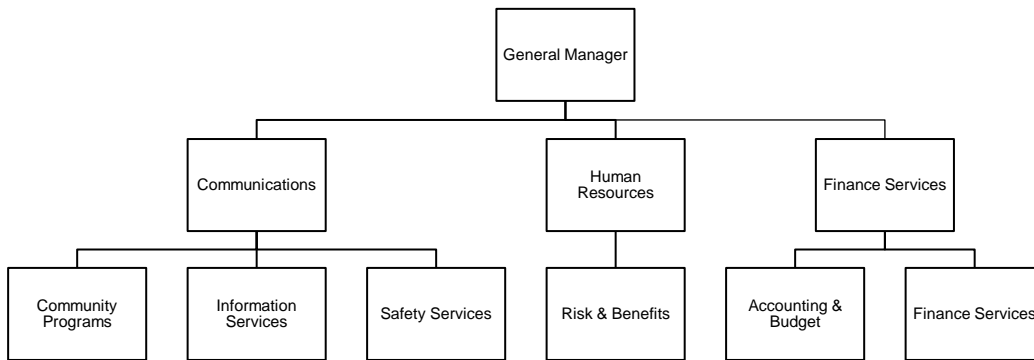 General Manager
Communications
Human
Resources
Finance Services
Community
Programs
Information
Services
Safety Services
Risk & Benefits
Accounting &
Budget
Finance Services